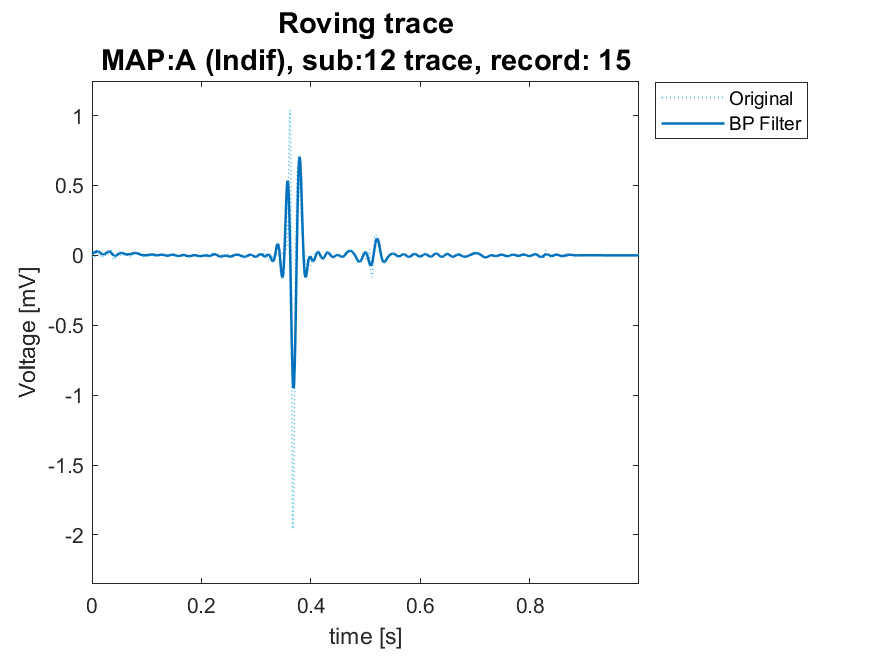 Roving trace
MAP:A (Indif), sub:12 trace, record: 15
Original
BP Filter
1
0.5
0
-0.5
-1
-1.5
-2
Voltage [mV]
0
0.2
0.4
0.6
0.8
time [s]